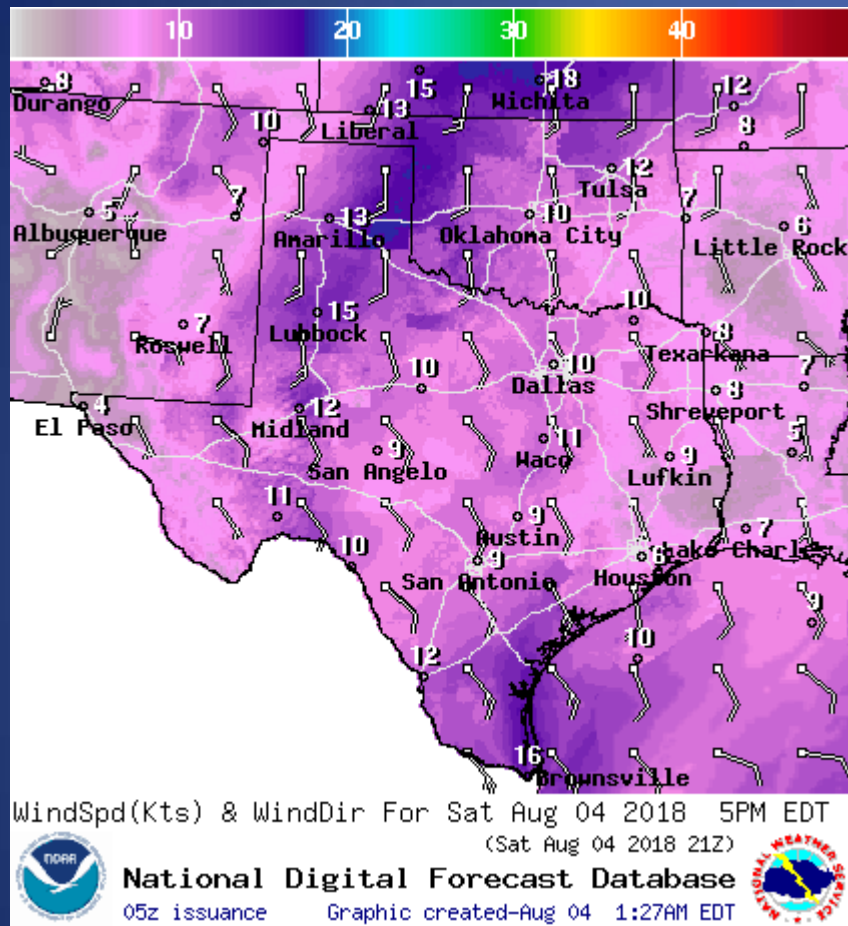 10 20 30 40
8 15 18 12
Durango Wichita
13
Liberal
10 8
12
Tulsa
5 7 13 10 7 6
Albuquerque Amarillo Oklahoma City Little Rock
15 10
7 Lubbock 8
Roswell Texarkana
10 10 7
Dallas 8
4 12 Shreveport
El Paso Midland
11 5
9 Waco 9
San Angelo Lufkin
11 9 7
Austin
Lake Charles
10 9 8
San Antonio Houston
9
10
12
16
Brownsville
WindSpd(Kts) & WindDir For Sat Aug 04 2018 5PM EDT
(Sat Aug 04 2018 21Z)
NOAA
National Digital Forecast Database
05z issuance Graphic created-Aug 04 1:27AM EDT
NATIONAL WEATHER SERVICE